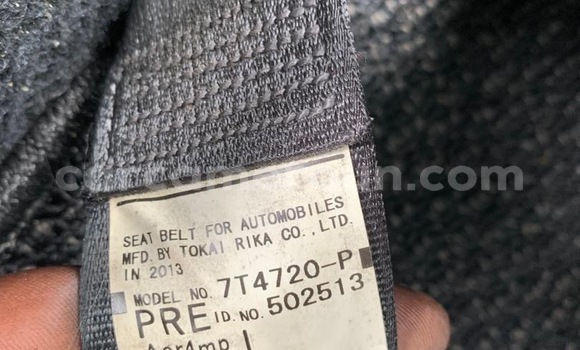 SEAT BELT FOR AUTOMOBILES
MFD. BY TOKAI RIKA CO., LTD.
IN 2013
MODEL NO. 7T4720-P
PRE ID. NO. 502513